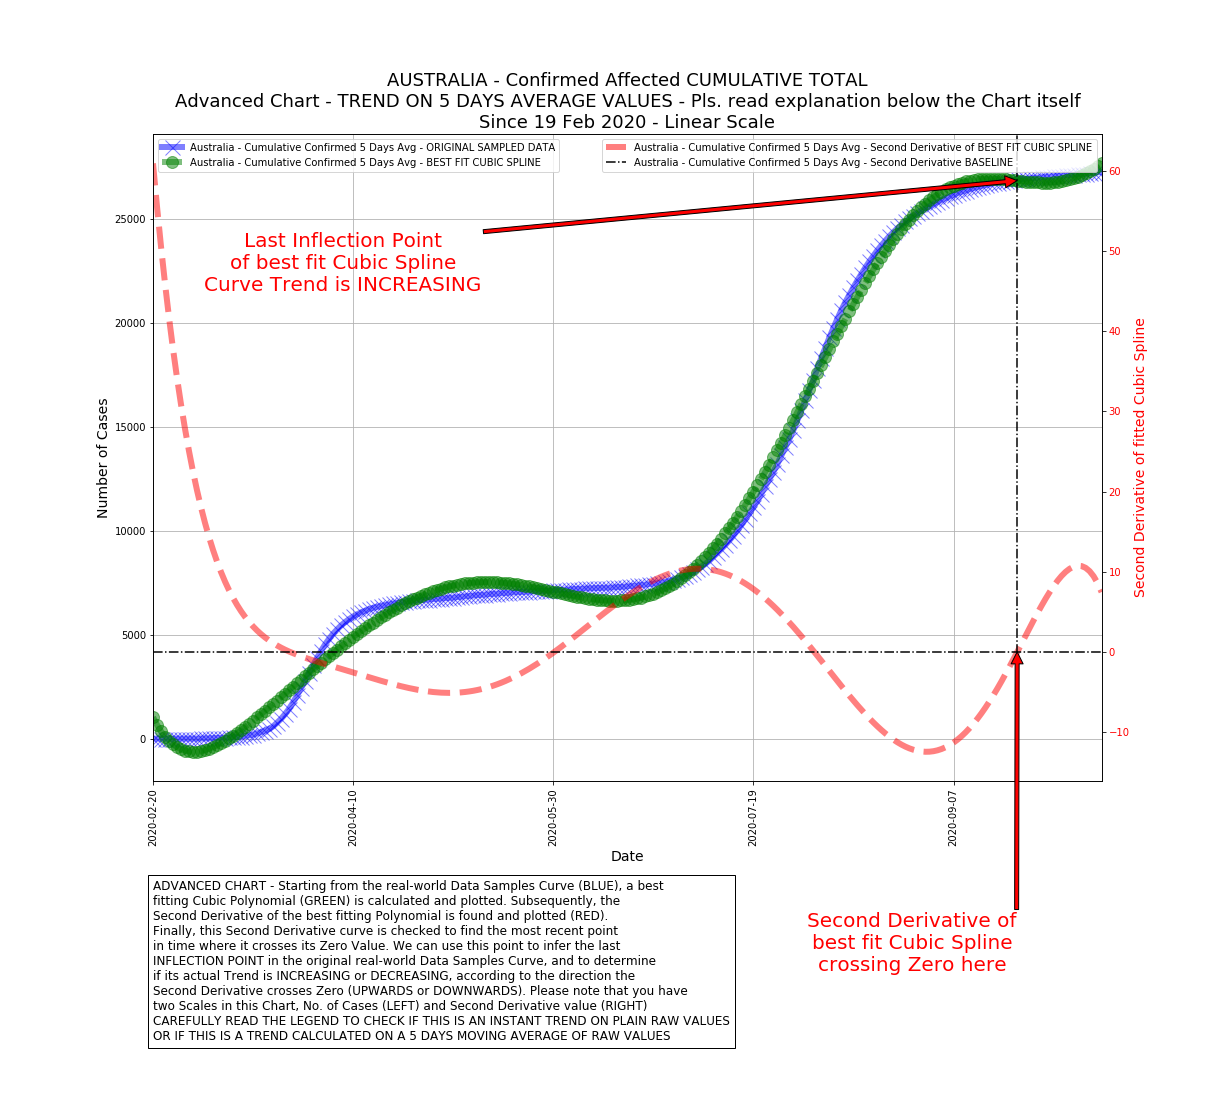 AUSTRALIA - Confirmed Affected CUMULATIVE TOTAL
Advanced Chart - TREND ON 5 DAYS AVERAGE VALUES - Pls. read explanation below the Chart itself
Since 19 Feb 2020 - Linear Scale
Australia - Cumulative Confirmed 5 Days Avg - ORIGINAL SAMPLED DATA
Australia - Cumulative Confirmed 5 Days Avg - BEST FIT CUBIC SPLINE
Australia - Cumulative Confirmed 5 Days Avg - Second Derivative of BEST FIT CUBIC SPLINE
Australia - Cumulative Confirmed 5 Days Avg - Second Derivative BASELINE
Last Inflection Point
of best fit Cubic Spline
Curve Trend is INCREASING
Number of Cases
25000
20000
15000
10000
5000
0
60
50
40
30
20
10
0
−10
Second Derivative of fitted Cubic Spline
2020-02-20
2020-04-10
2020-05-30
2020-07-19
2020-09-07
Date
ADVANCED CHART - Starting from the real-world Data Samples Curve (BLUE), a best
fitting Cubic Polynomial (GREEN) is calculated and plotted. Subsequently, the
Second Derivative of the best fitting Polynomial is found and plotted (RED).
Finally, this Second Derivative curve is checked to find the most recent point
in time where it crosses its Zero Value. We can use this point to infer the last
INFLECTION POINT in the original real-world Data Samples Curve, and to determine
if its actual Trend is INCREASING or DECREASING, according to the direction the
Second Derivative crosses Zero (UPWARDS or DOWNWARDS). Please note that you have
two Scales in this Chart, No. of Cases (LEFT) and Second Derivative value (RIGHT)
CAREFULLY READ THE LEGEND TO CHECK IF THIS IS AN INSTANT TREND ON PLAIN RAW VALUES
OR IF THIS IS A TREND CALCULATED ON A 5 DAYS MOVING AVERAGE OF RAW VALUES
Second Derivative of
best fit Cubic Spline
crossing Zero here